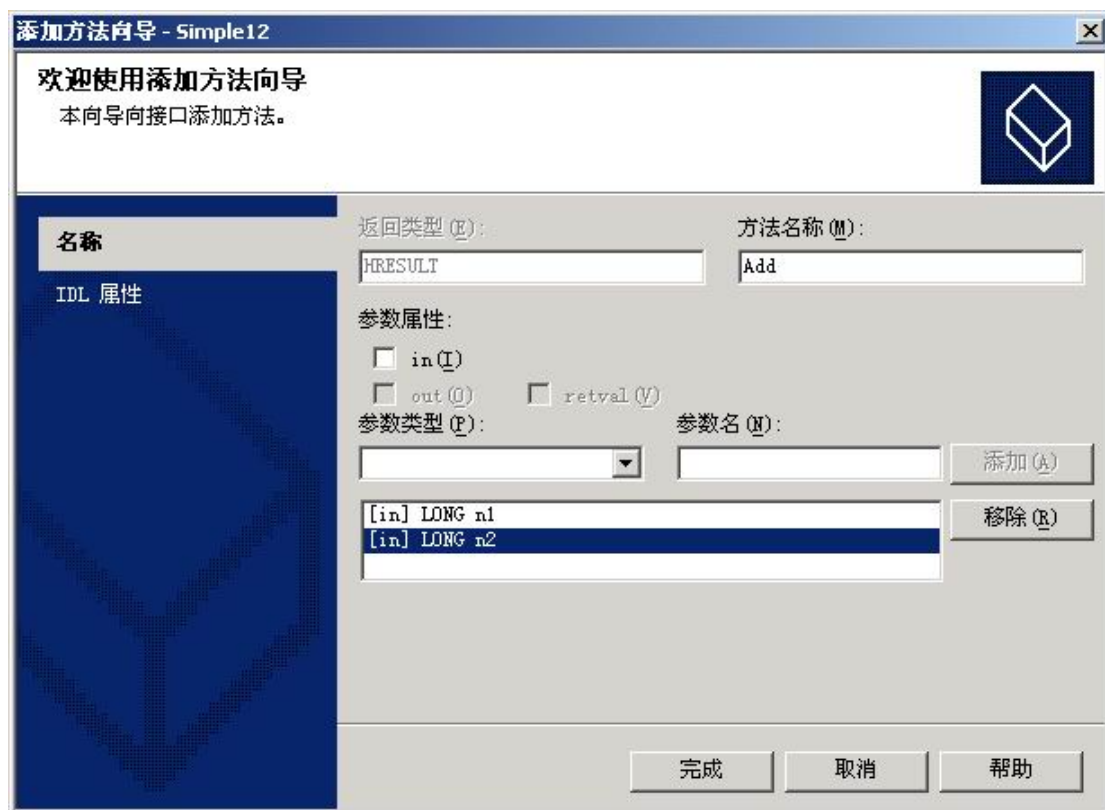 添加方法向导 - Simple12
欢迎使用添加方法向导
本向导向接口添加方法。
名称
IDL 属性
返回类型(E):
方法名称(M):
HRESULT
Add
参数属性:
in(I)
out(O) retval(V)
参数类型(P):
参数名(N):
添加(A)
[in] LONG n1
[in] LONG n2
移除(R)
完成 取消 帮助